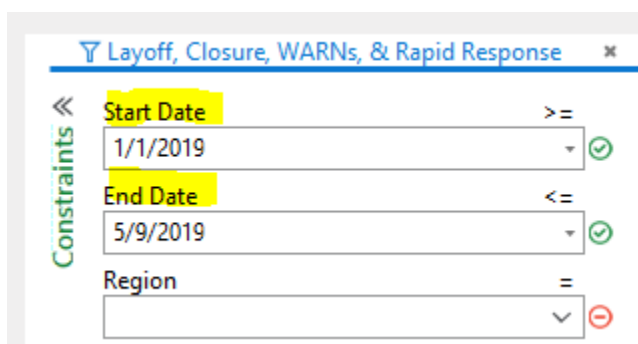 Layoff, Closure, WARNs, & Rapid Response
Constraints
Start Date >=
1/1/2019
End Date <=
5/9/2019
Region =